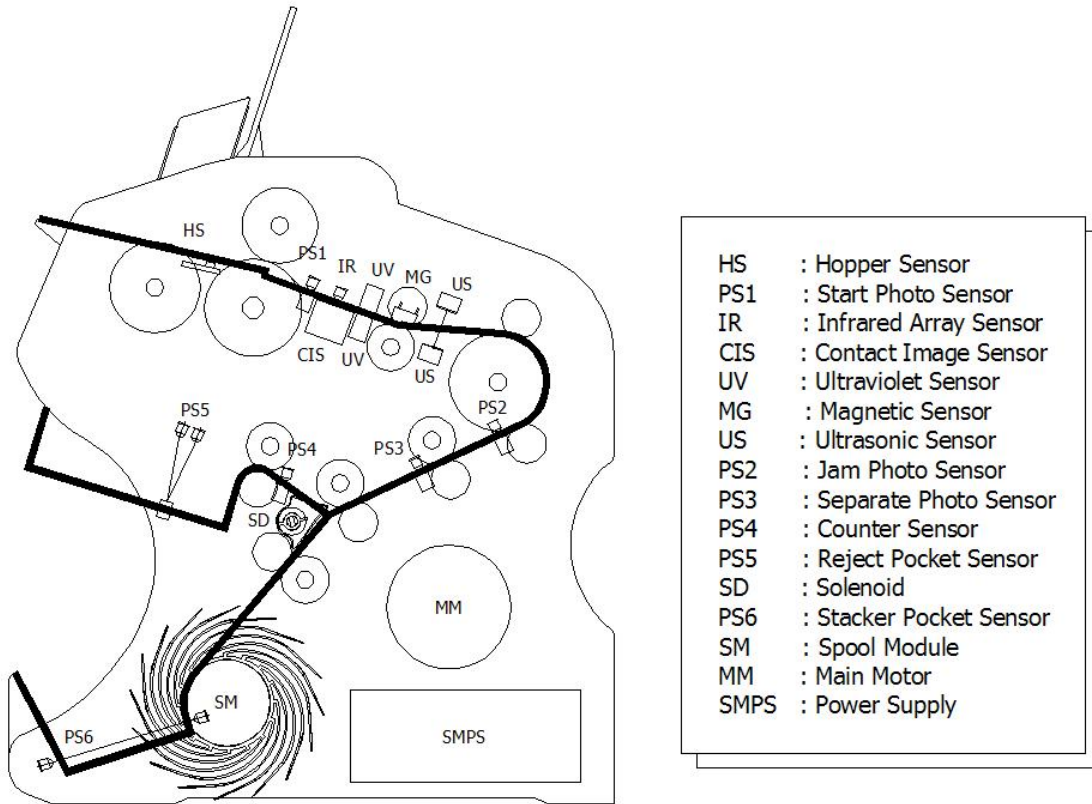 HS
PS1
IR
UV
MG
US
CIS
UV
US
PS5
PS2
PS4
PS3
SD
MM
SM
PS6
SMPS
HS : Hopper Sensor
PS1 : Start Photo Sensor
IR : Infrared Array Sensor
CIS : Contact Image Sensor
UV : Ultraviolet Sensor
MG : Magnetic Sensor
US : Ultrasonic Sensor
PS2 : Jam Photo Sensor
PS3 : Separate Photo Sensor
PS4 : Counter Sensor
PS5 : Reject Pocket Sensor
SD : Solenoid
PS6 : Stacker Pocket Sensor
SM : Spool Module
MM : Main Motor
SMPS : Power Supply